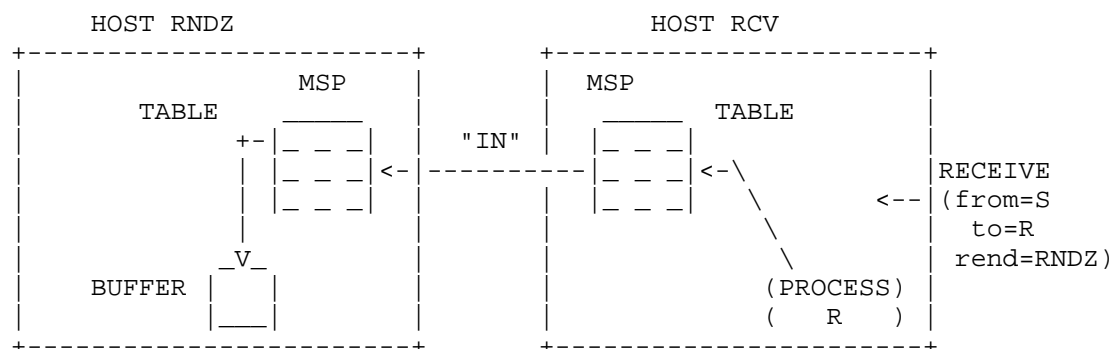 HOST RNDZ HOST RCV
MSP MSP
TABLE TABLE
"IN"
RECEIVE
(from=S
to=R
rend=RNDZ)
BUFFER (PROCESS)
( R )